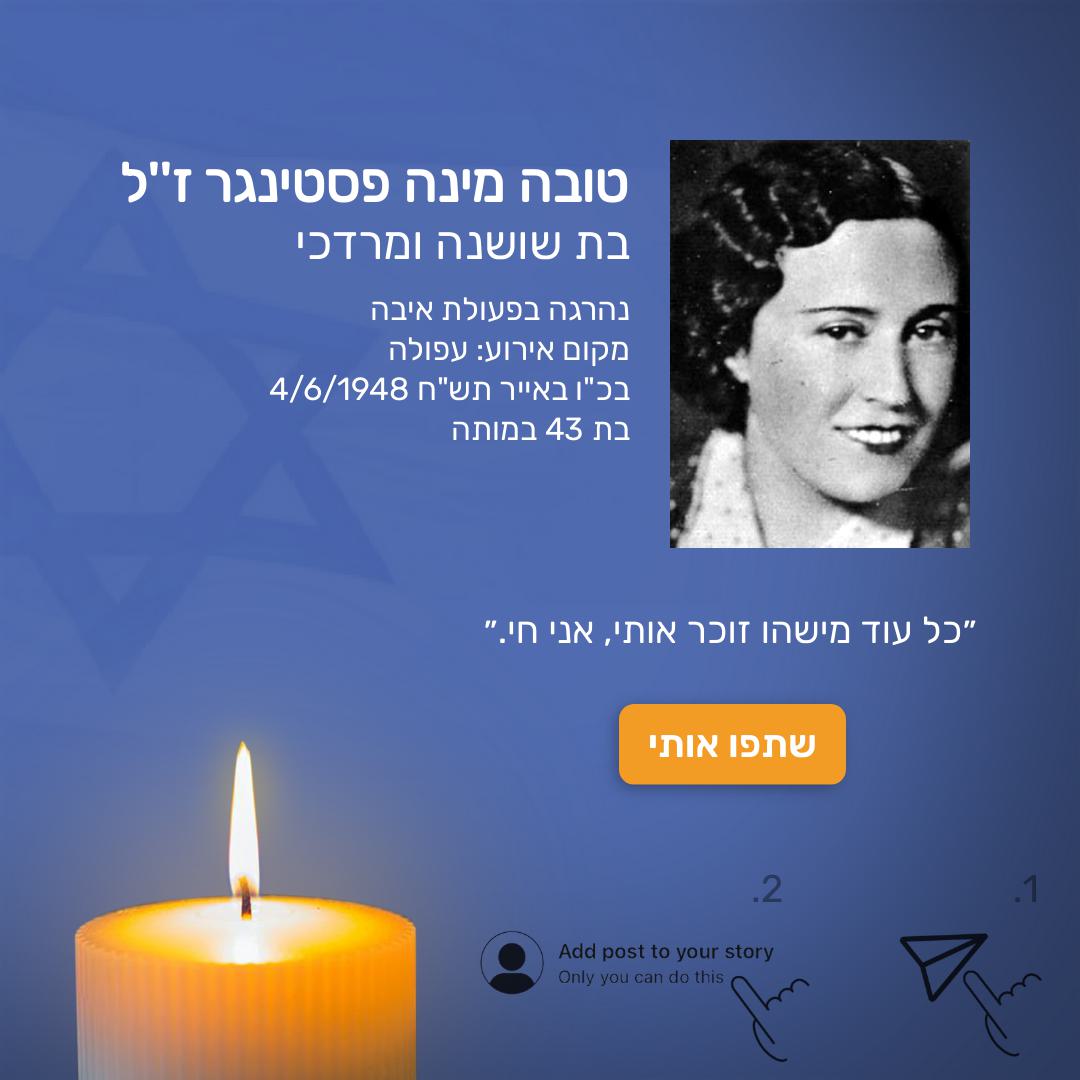 טובה מינה פסטינגר ז"ל
בת שושנה ומרדכי
נהרגה בפעולת איבה
מקום אירוע: עפולה
בכ"ו באייר תש"ח 4/6/1948
בת 43 במותה
״כל עוד מישהו זוכר אותי, אני חי.״
שתפו אותי
1.
2.
Add post to your story
Only you can do this